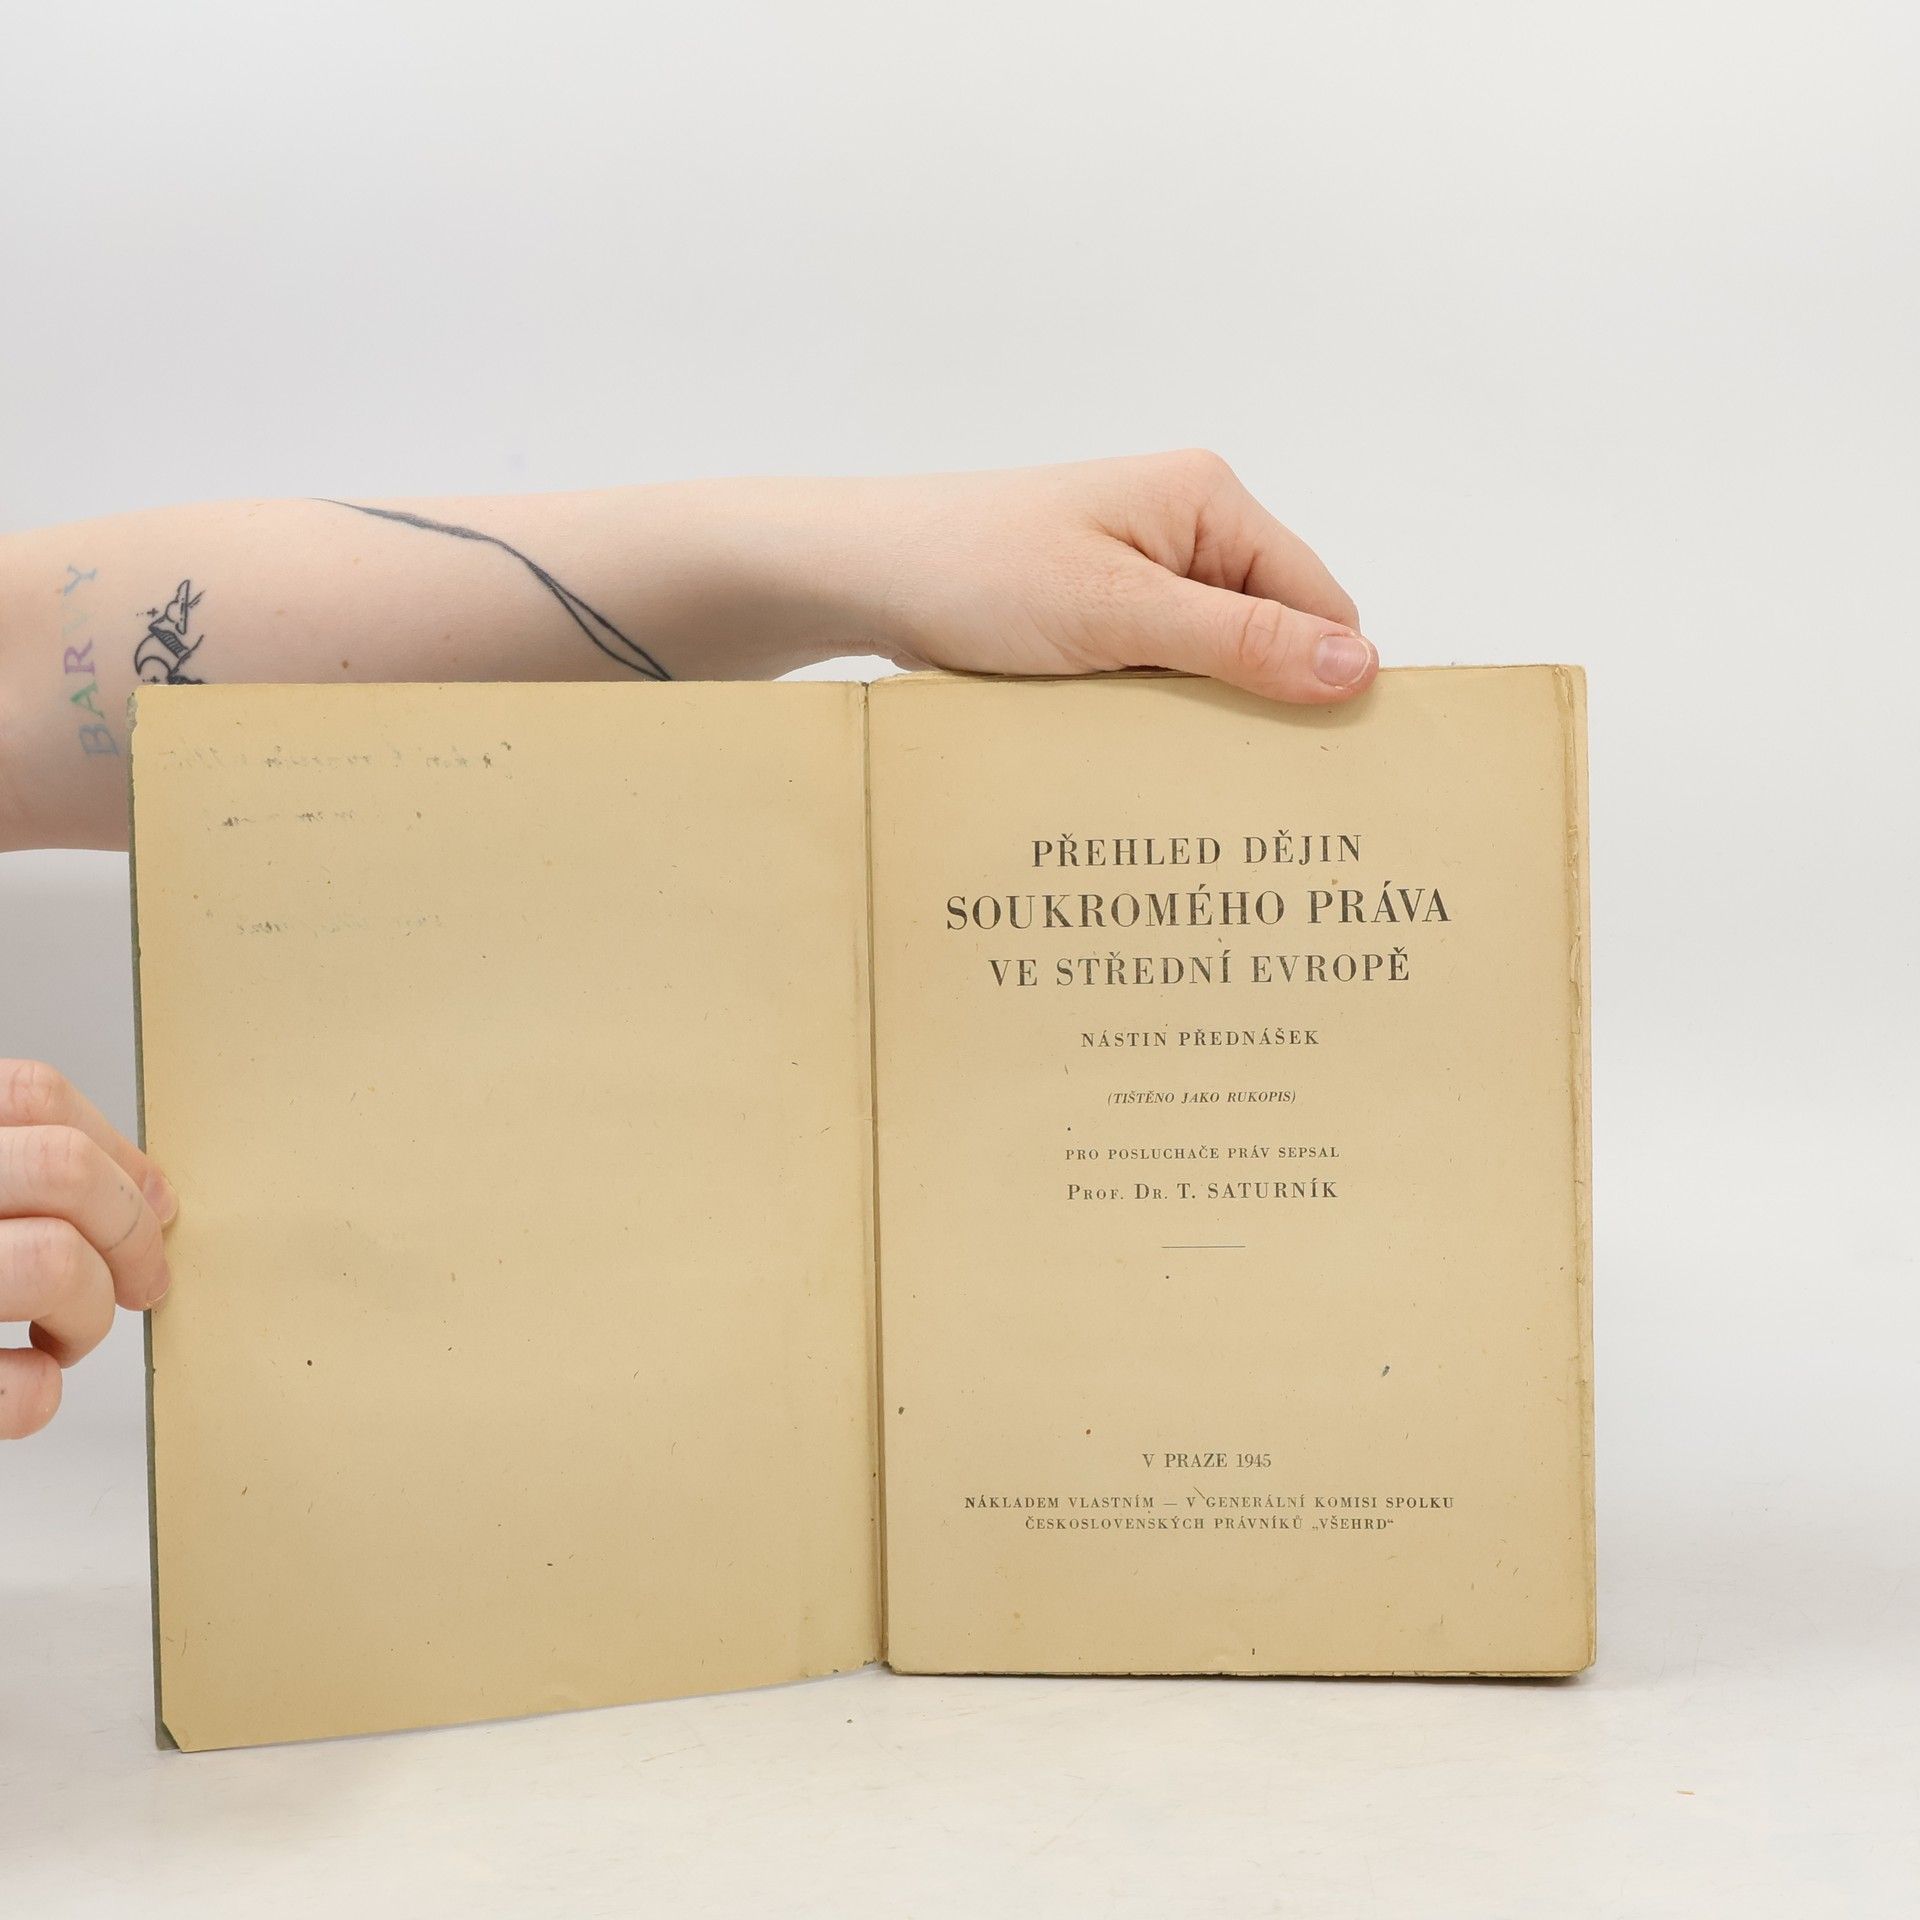 BARVY
PŘEHLED DĚJIN
SOUKROMÉHO PRÁVA
VE STŘEDNÍ EVROPĚ
NÁSTIN PŘEDNÁŠEK
(TIŠTĚNO JAKO RUKOPIS)
PRO POSLUCHAČE PRÁV SEPSAL
PROF. DR. T. SATURNÍK
V PRAZE 1945
NÁKLADEM VLASTNÍM — V GENERÁLNÍ KOMISI SPOLKU
ČESKOSLOVENSKÝCH PRÁVNÍKŮ „VŠEHRD“